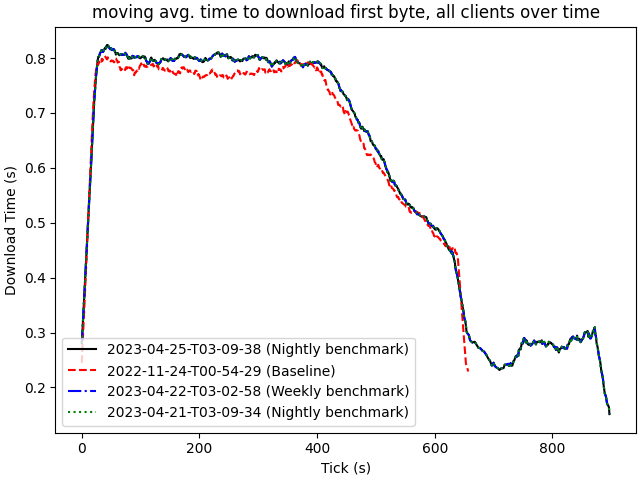 moving avg. time to download first byte, all clients over time
Download Time (s)
0.8
0.7
0.6
0.5
0.4
0.3
0.2
2023-04-25-T03-09-38 (Nightly benchmark)
2022-11-24-T00-54-29 (Baseline)
2023-04-22-T03-02-58 (Weekly benchmark)
2023-04-21-T03-09-34 (Nightly benchmark)
0 200 400 600 800
Tick (s)